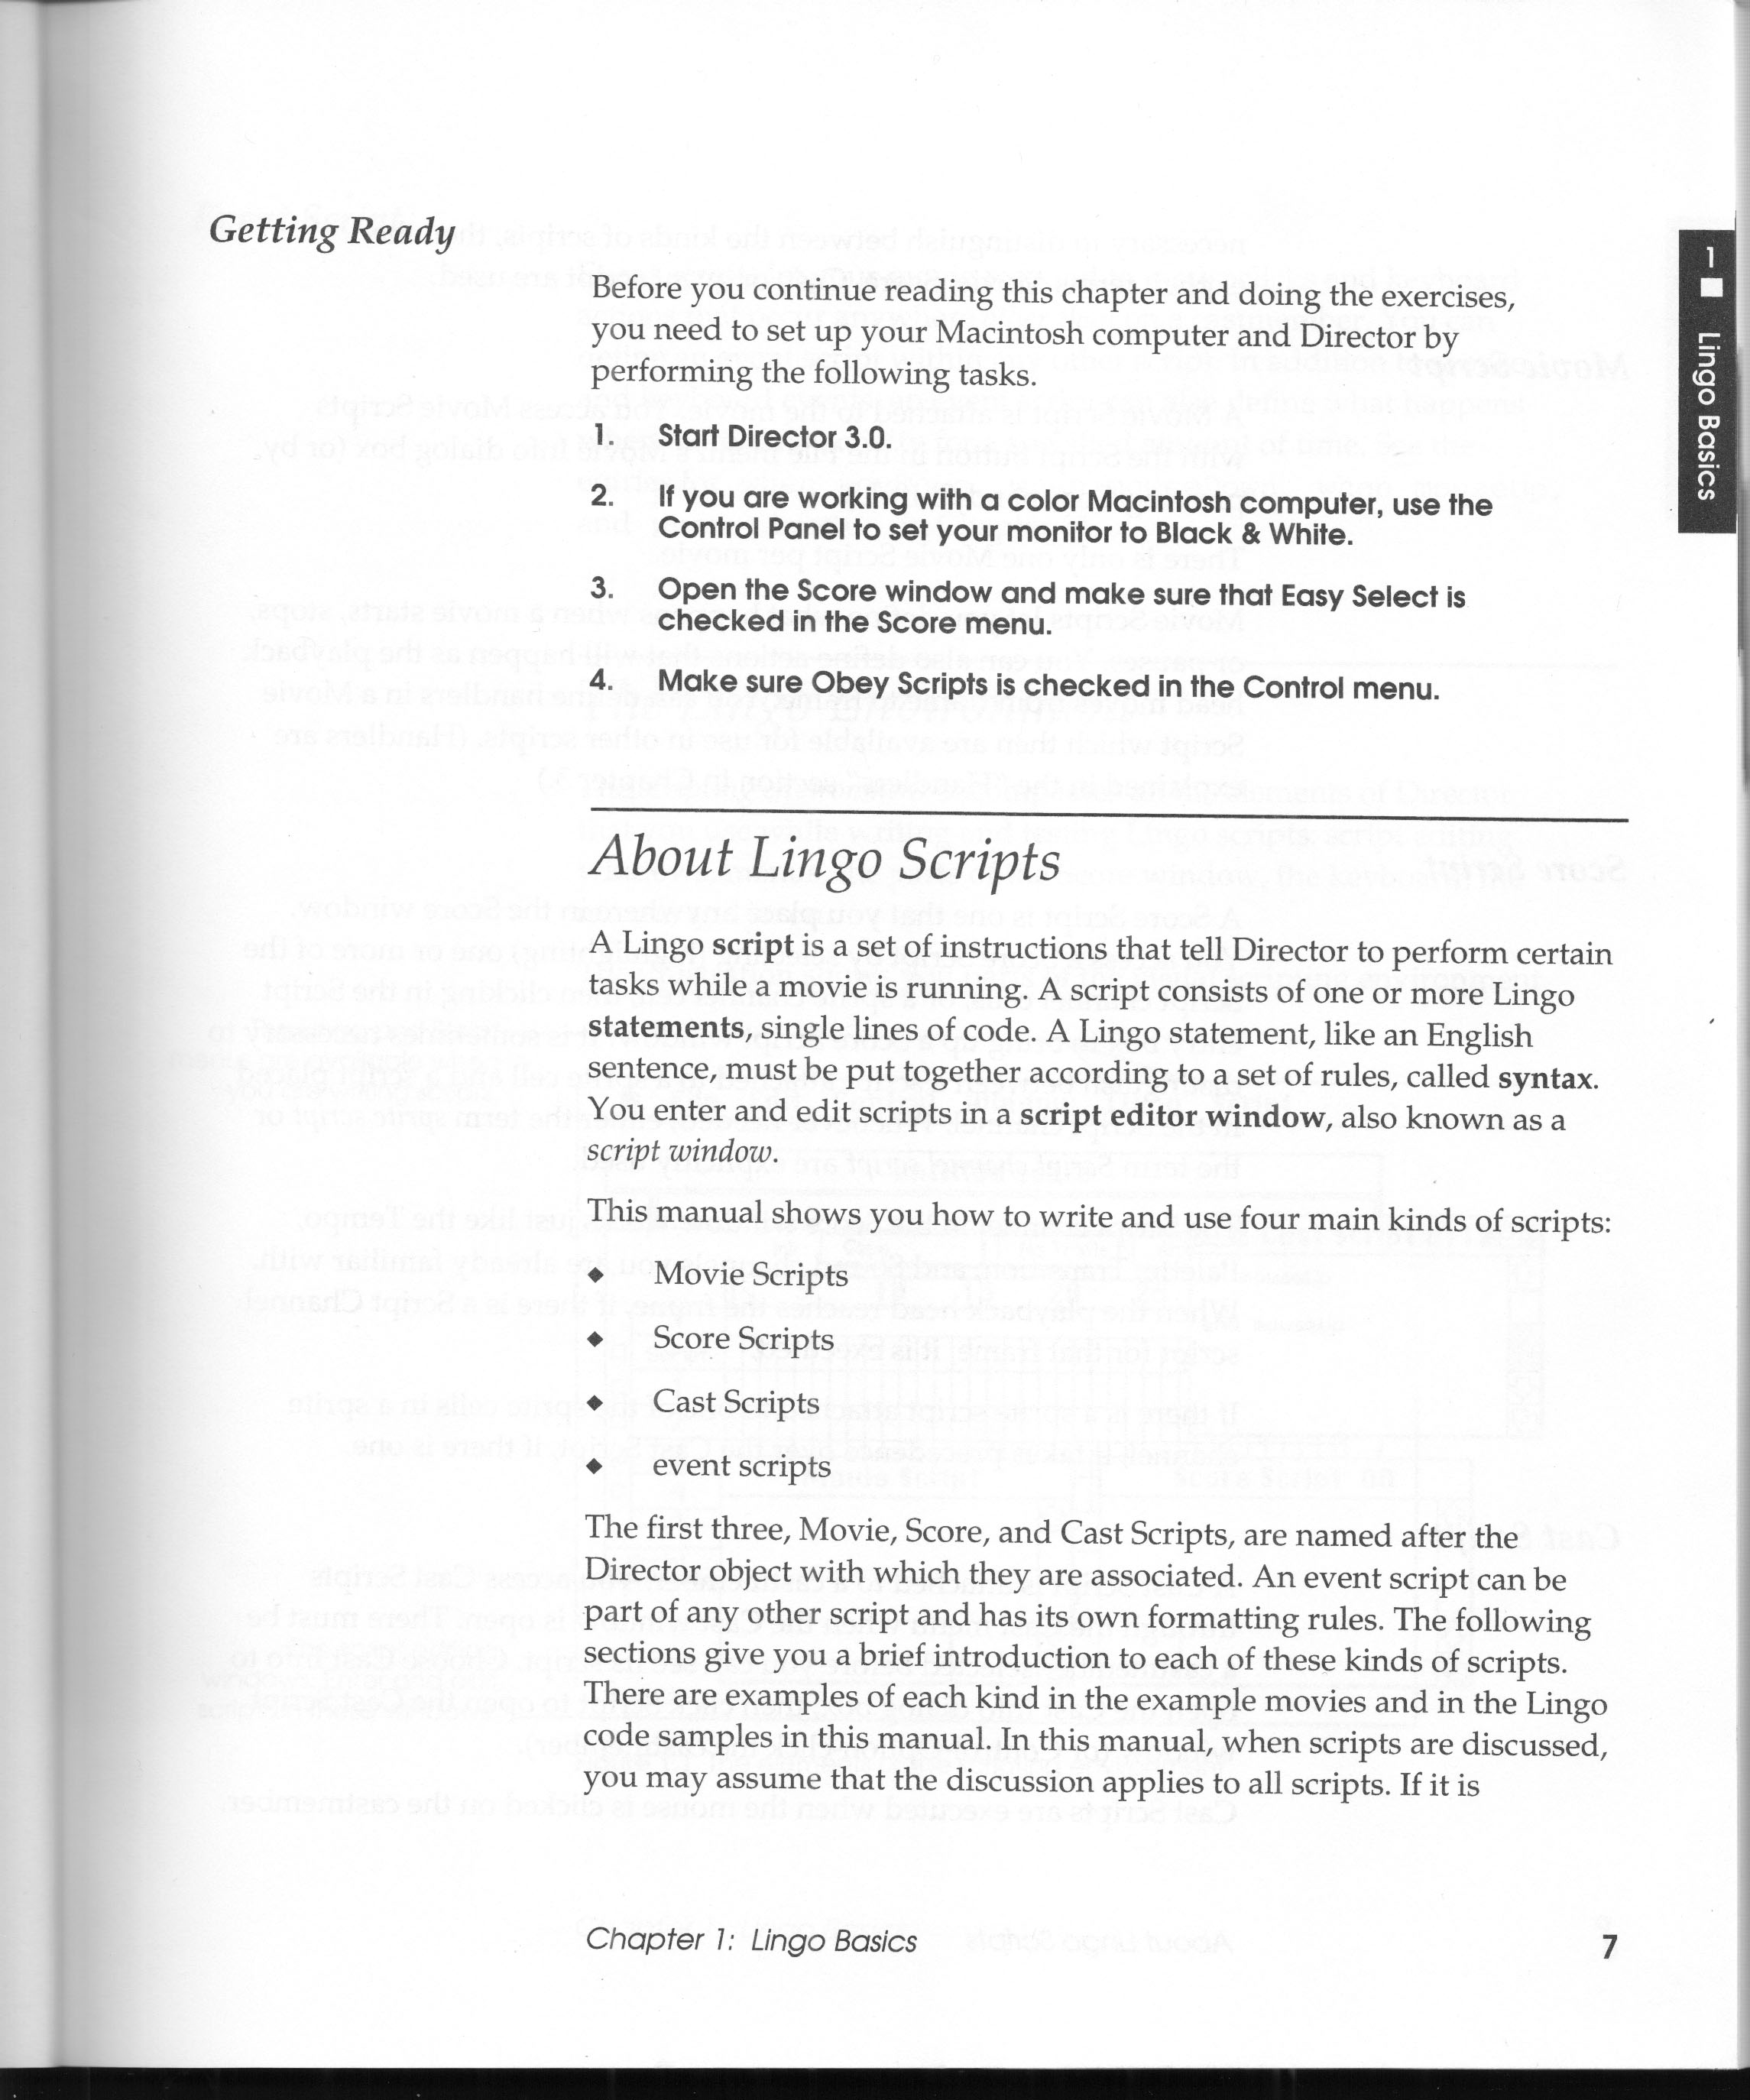 Getting Ready
Before you continue reading this chapter and doing the exercises,
you need to set up your Macintosh computer and Director by
performing the following tasks.
1. Start Director 3.0.
2. If you are working with a color Macintosh computer, use the
Control Panel to set your monitor to Black & White.
3. Open the Score window and make sure that Easy Select is
checked in the Score menu.
4. Make sure Obey Scripts is checked in the Control menu.
1 ■ Lingo Basics
About Lingo Scripts
A Lingo script is a set of instructions that tell Director to perform certain
tasks while a movie is running. A script consists of one or more Lingo
statements, single lines of code. A Lingo statement, like an English
sentence, must be put together according to a set of rules, called syntax.
You enter and edit scripts in a script editor window, also known as a
script window.
This manual shows you how to write and use four main kinds of scripts:
◆ Movie Scripts
◆ Score Scripts
◆ Cast Scripts
◆ event scripts
The first three, Movie, Score, and Cast Scripts, are named after the
Director object with which they are associated. An event script can be
part of any other script and has its own formatting rules. The following
sections give you a brief introduction to each of these kinds of scripts.
There are examples of each kind in the example movies and in the Lingo
code samples in this manual. In this manual, when scripts are discussed,
you may assume that the discussion applies to all scripts. If it is
Chapter 1: Lingo Basics
7